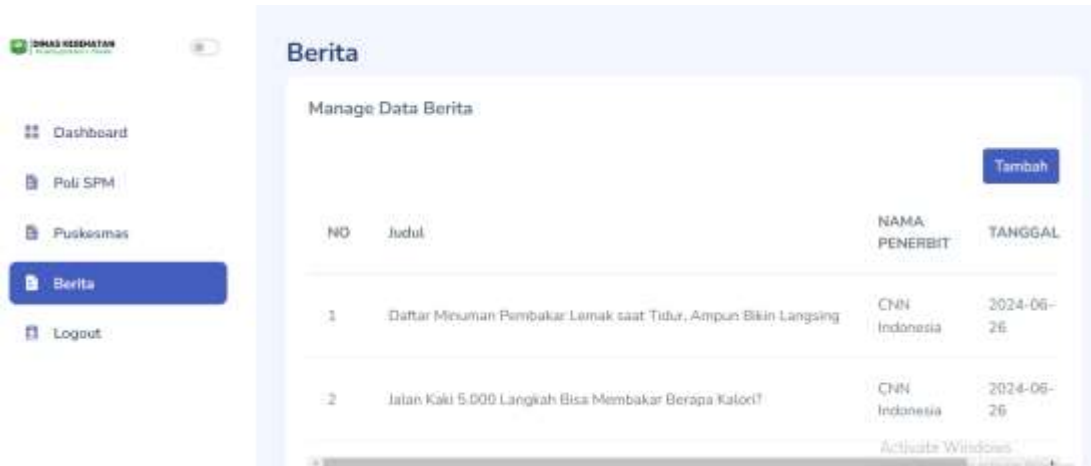 DINAS KESEHATAN
Dashboard
Poli SPM
Puskesmas
Berita
Logout
Berita
Manage Data Berita
Tambah
NO Judul NAMA PENERBIT TANGGAL
1 Daftar Minuman Pembakar Lemak saat Tidur, Ampun Bikin Langsing CNN Indonesia 2024-06-26
2 Jalan Kaki 5.000 Langkah Bisa Membakar Berapa Kalori? CNN Indonesia 2024-06-26
Activate Windows